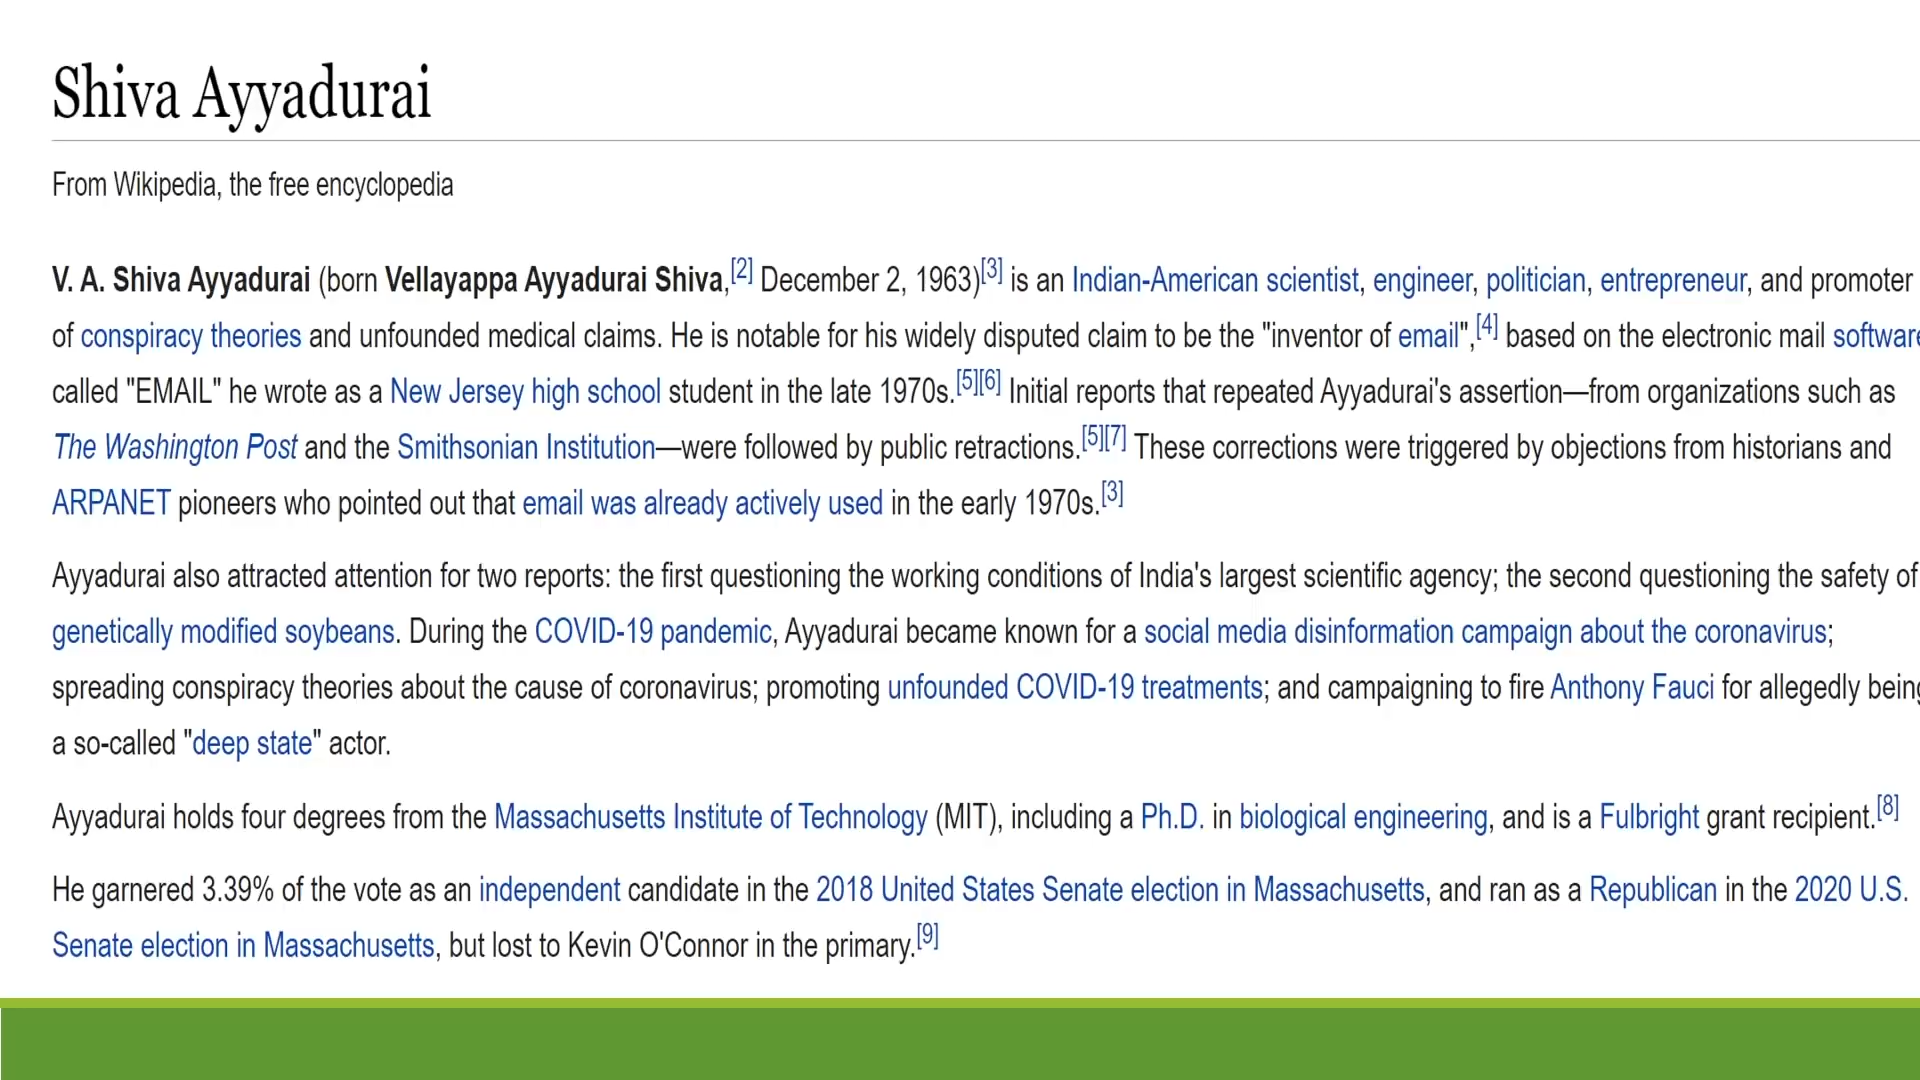 Shiva Ayyadurai
From Wikipedia, the free encyclopedia
V. A. Shiva Ayyadurai (born Vellayappa Ayyadurai Shiva,[2] December 2, 1963)[3] is an Indian-American scientist, engineer, politician, entrepreneur, and promoter
of conspiracy theories and unfounded medical claims. He is notable for his widely disputed claim to be the "inventor of email",[4] based on the electronic mail software
called "EMAIL" he wrote as a New Jersey high school student in the late 1970s.[5][6] Initial reports that repeated Ayyadurai's assertion—from organizations such as
The Washington Post and the Smithsonian Institution—were followed by public retractions.[5][7] These corrections were triggered by objections from historians and
ARPANET pioneers who pointed out that email was already actively used in the early 1970s.[3]
Ayyadurai also attracted attention for two reports: the first questioning the working conditions of India's largest scientific agency; the second questioning the safety of
genetically modified soybeans. During the COVID-19 pandemic, Ayyadurai became known for a social media disinformation campaign about the coronavirus;
spreading conspiracy theories about the cause of coronavirus; promoting unfounded COVID-19 treatments; and campaigning to fire Anthony Fauci for allegedly being
a so-called "deep state" actor.
Ayyadurai holds four degrees from the Massachusetts Institute of Technology (MIT), including a Ph.D. in biological engineering, and is a Fulbright grant recipient.[8]
He garnered 3.39% of the vote as an independent candidate in the 2018 United States Senate election in Massachusetts, and ran as a Republican in the 2020 U.S.
Senate election in Massachusetts, but lost to Kevin O'Connor in the primary.[9]